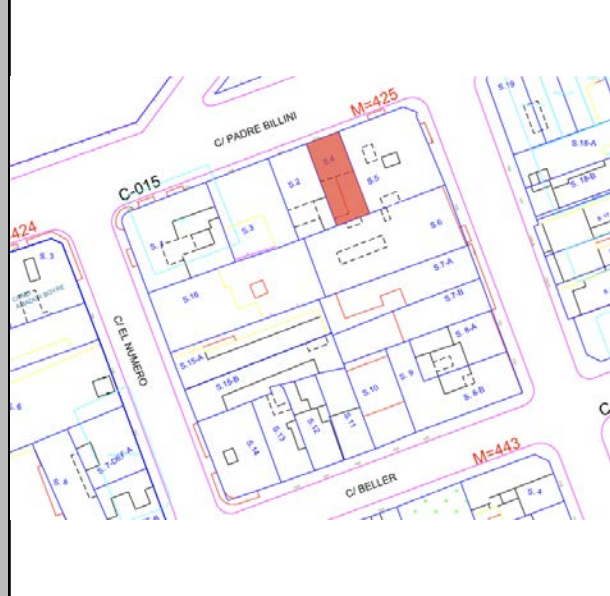 S.19
M=425
C/ PADRE BILLINI
S.18-A
S.4
S.2
S.5
S.18-B
C-015
S.3
S.6
424
S.7-A
S.16
C/ EL NUMERO
S.7-B
S.8-A
S.15-A
S.15-B
S.10
S.9
S.8-B
S.11
S.12
S.13
S.14
S. 7-DEF-A
M=443
C/ BELLER
S. 4